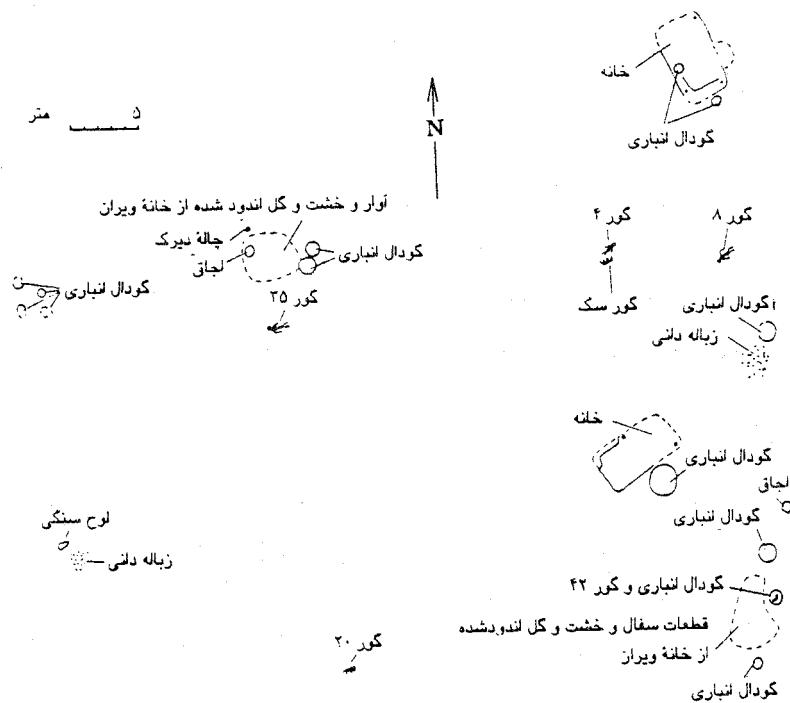 خانه
گودال انباری
۵ متر
N
آوار و خشت و گل اندود شده از خانهٔ ویران
چالهٔ دیرک
اجاق
گودال انباری
گودال انباری
گور ۳۵
گور ۴
گور ۸
گور سگ
گودال انباری
زباله دانی
خانه
گودال انباری
اجاق
گودال انباری
لوح سنگی
زباله دانی
گودال انباری و گور ۴۲
قطعات سفال و خشت و گل اندودشده
از خانهٔ ویران
گور ۲۰
گودال انباری